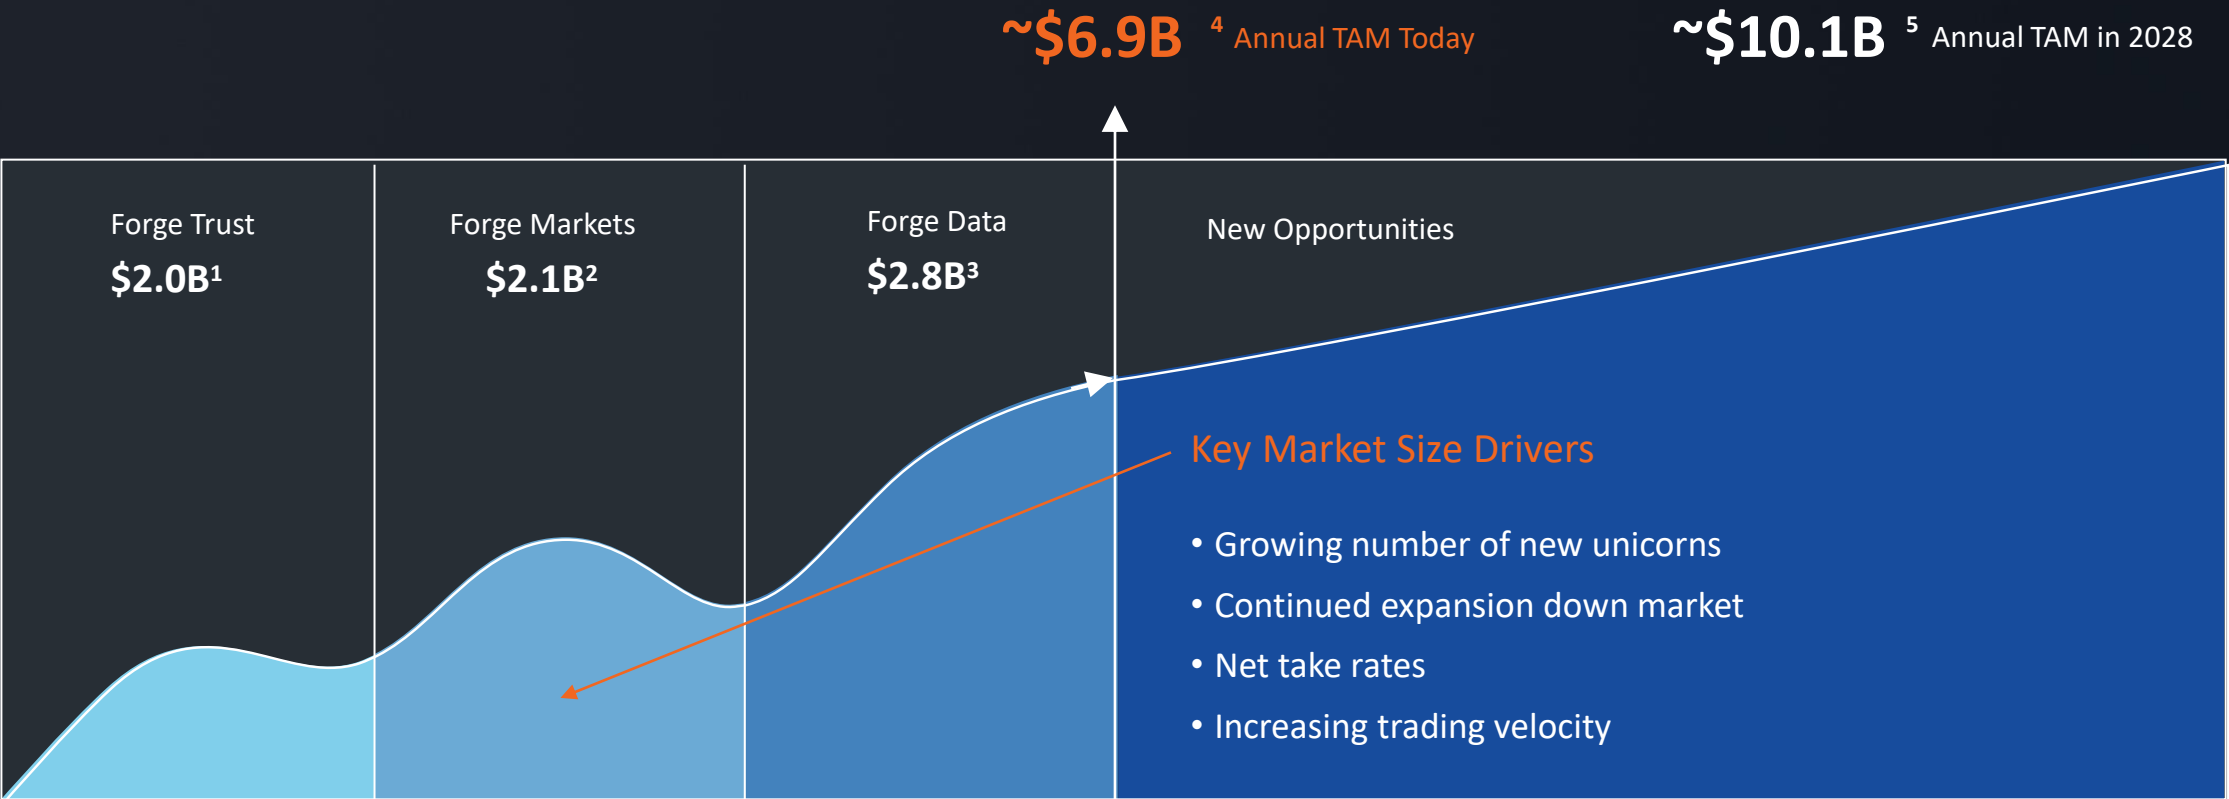 ~$6.9B 4 Annual TAM Today
~$10.1B 5 Annual TAM in 2028
Forge Trust
$2.0B¹
Forge Markets
$2.1B²
Forge Data
$2.8B³
New Opportunities
Key Market Size Drivers
• Growing number of new unicorns
• Continued expansion down market
• Net take rates
• Increasing trading velocity